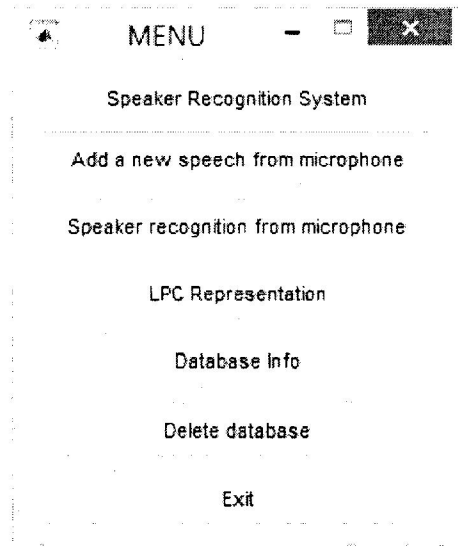 MENU
Speaker Recognition System
Add a new speech from microphone
Speaker recognition from microphone
LPC Representation
Database Info
Delete database
Exit